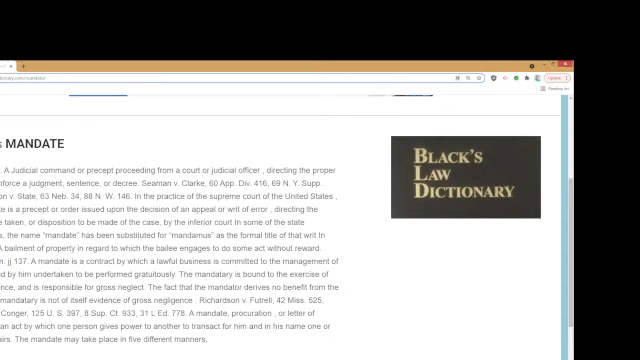 ctionary.com/mandate/
Update
Reading list
s MANDATE
. A Judicial command or precept proceeding from a court or judicial officer , directing the proper
nforce a judgment, sentence, or decree. Seaman v. Clarke, 60 App. Div. 416, 69 N. Y. Supp.
on v. State, 63 Neb. 34, 88 N. W. 146. In the practice of the supreme court of the United States ,
te is a precept or order issued upon the decision of an appeal or writ of error , directing the
e taken, or disposition to be made of the case, by the inferior court In some of the state
s, the name “mandate” has been substituted for “mandamus” as the formal title of that writ In
A bailment of property in regard to which the bailee engages to do some act without reward.
m. jj 137. A mandate is a contract by which a lawful business is committed to the management of
nd by him undertaken to be performed gratuitously. The mandatary is bound to the exercise of
ence, and is responsible for gross neglect. The fact that the mandator derives no benefit from the
mandatary is not of itself evidence of gross negligence . Richardson v. Futrell, 42 Miss. 525;
Conger, 125 U. S. 397, 8 Sup. Ct. 933, 31 L Ed. 778. A mandate, procuration , or letter of
an act by which one person gives power to another to transact for him and in his name one or
airs. The mandate may take place in five different manners,
BLACK'S
LAW
DICTIONARY